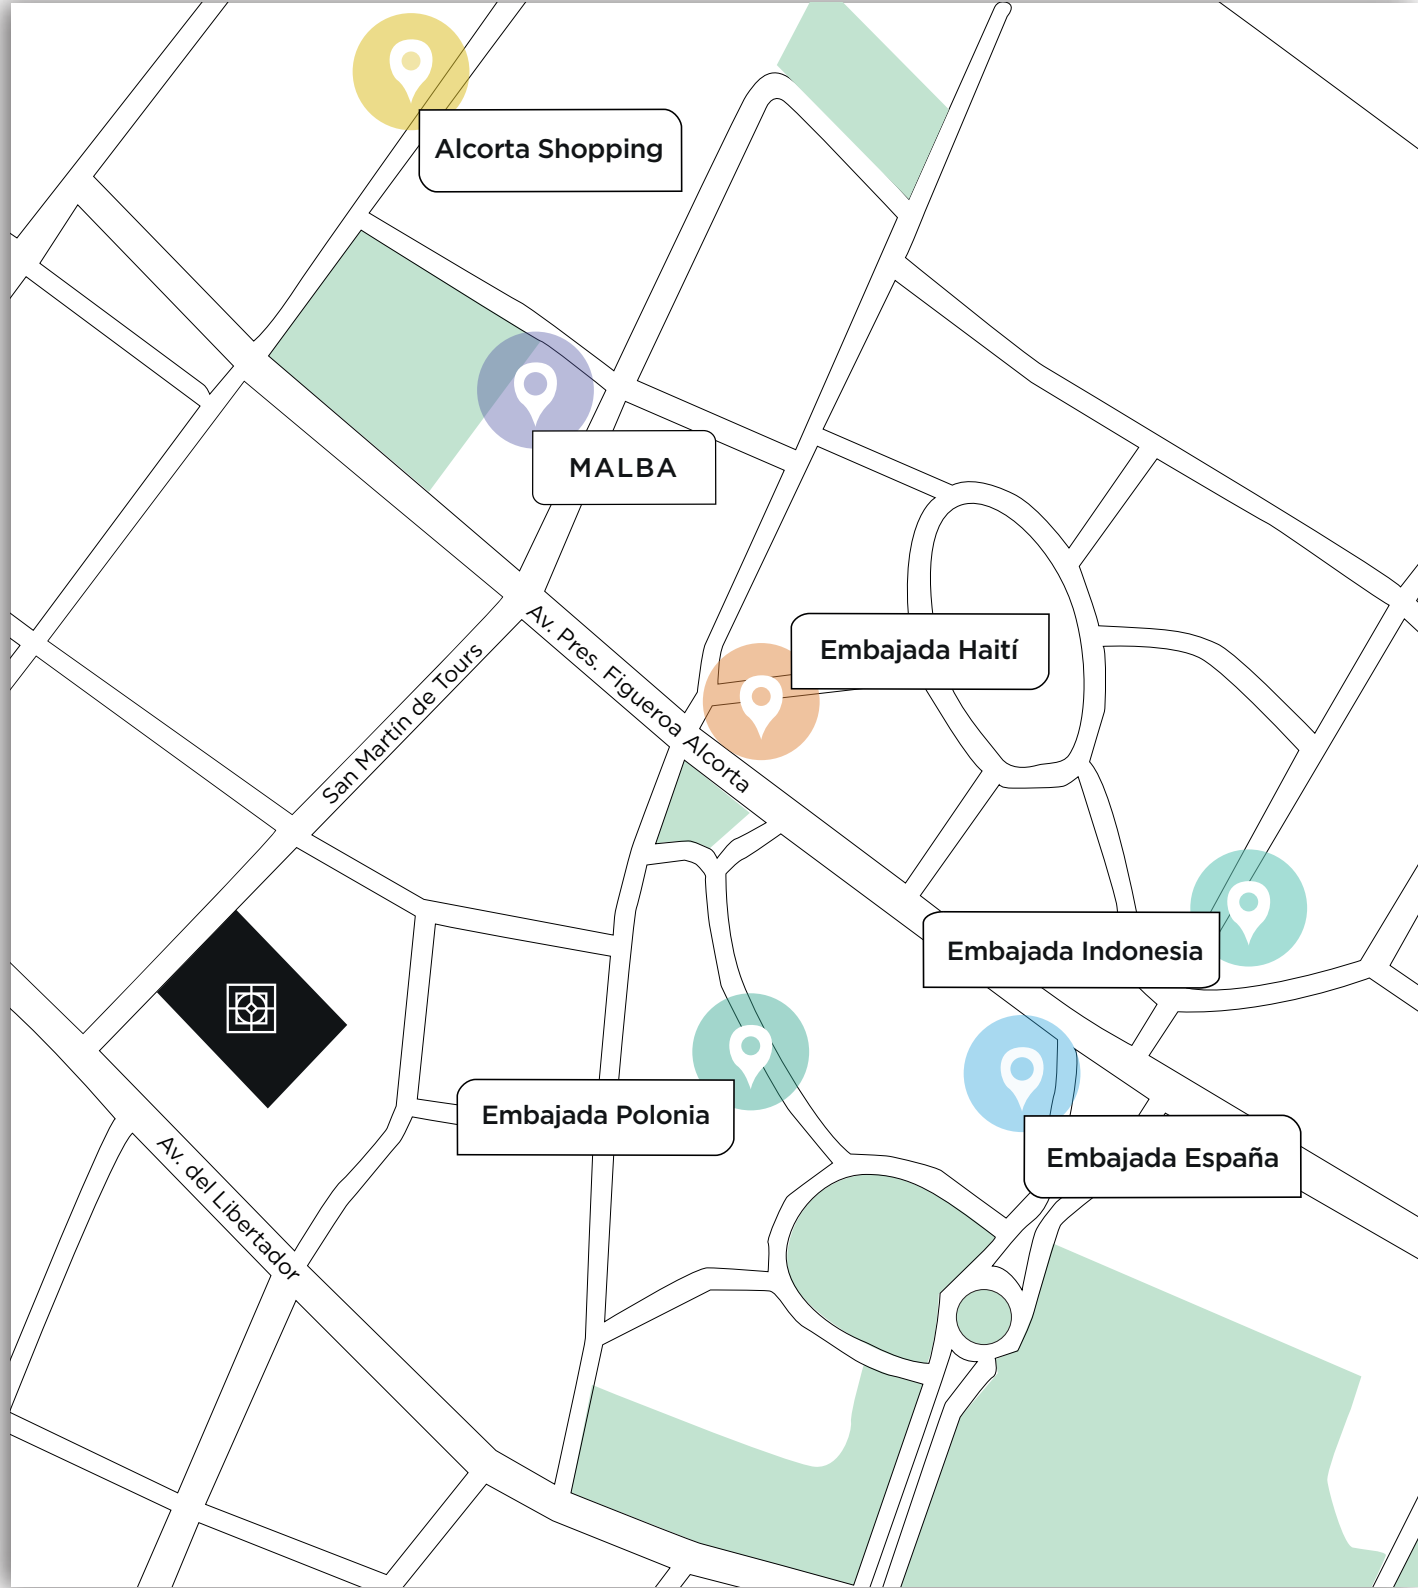 Alcorta Shopping
MALBA
Embajada Haití
Av. Pres. Figueroa Alcorta
San Martín de Tours
Embajada Indonesia
Embajada Polonia
Embajada España
Av. del Libertador